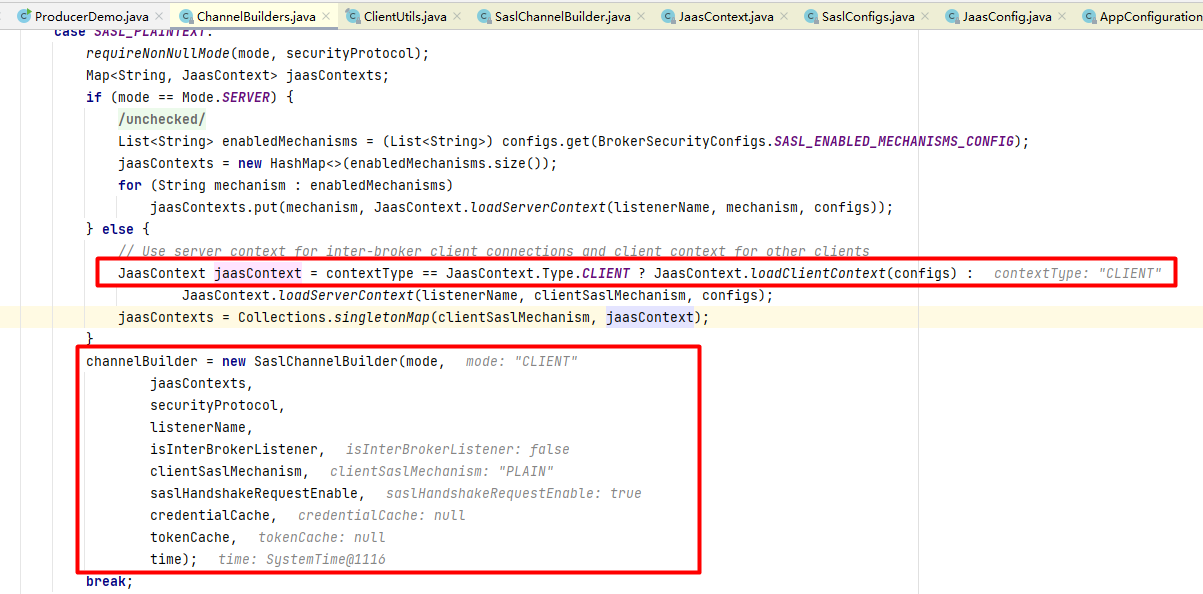 ProducerDemo.java × ChannelBuilders.java × ClientUtils.java × SaslChannelBuilder.java × JaasContext.java × SaslConfigs.java × JaasConfig.java × AppConfiguration
case SASL_PLAINTEXT:
requireNonNullMode(mode, securityProtocol);
Map<String, JaasContext> jaasContexts;
if (mode == Mode.SERVER) {
/unchecked/
List<String> enabledMechanisms = (List<String>) configs.get(BrokerSecurityConfigs.SASL_ENABLED_MECHANISMS_CONFIG);
jaasContexts = new HashMap<>(enabledMechanisms.size());
for (String mechanism : enabledMechanisms)
jaasContexts.put(mechanism, JaasContext.loadServerContext(listenerName, mechanism, configs));
} else {
// Use server context for inter-broker client connections and client context for other clients
JaasContext jaasContext = contextType == JaasContext.Type.CLIENT ? JaasContext.loadClientContext(configs) : contextType: "CLIENT"
JaasContext.loadServerContext(listenerName, clientSaslMechanism, configs);
jaasContexts = Collections.singletonMap(clientSaslMechanism, jaasContext);
}
channelBuilder = new SaslChannelBuilder(mode, mode: "CLIENT"
jaasContexts,
securityProtocol,
listenerName,
isInterBrokerListener, isInterBrokerListener: false
clientSaslMechanism, clientSaslMechanism: "PLAIN"
saslHandshakeRequestEnable, saslHandshakeRequestEnable: true
credentialCache, credentialCache: null
tokenCache, tokenCache: null
time); time: SystemTime@1116
break;